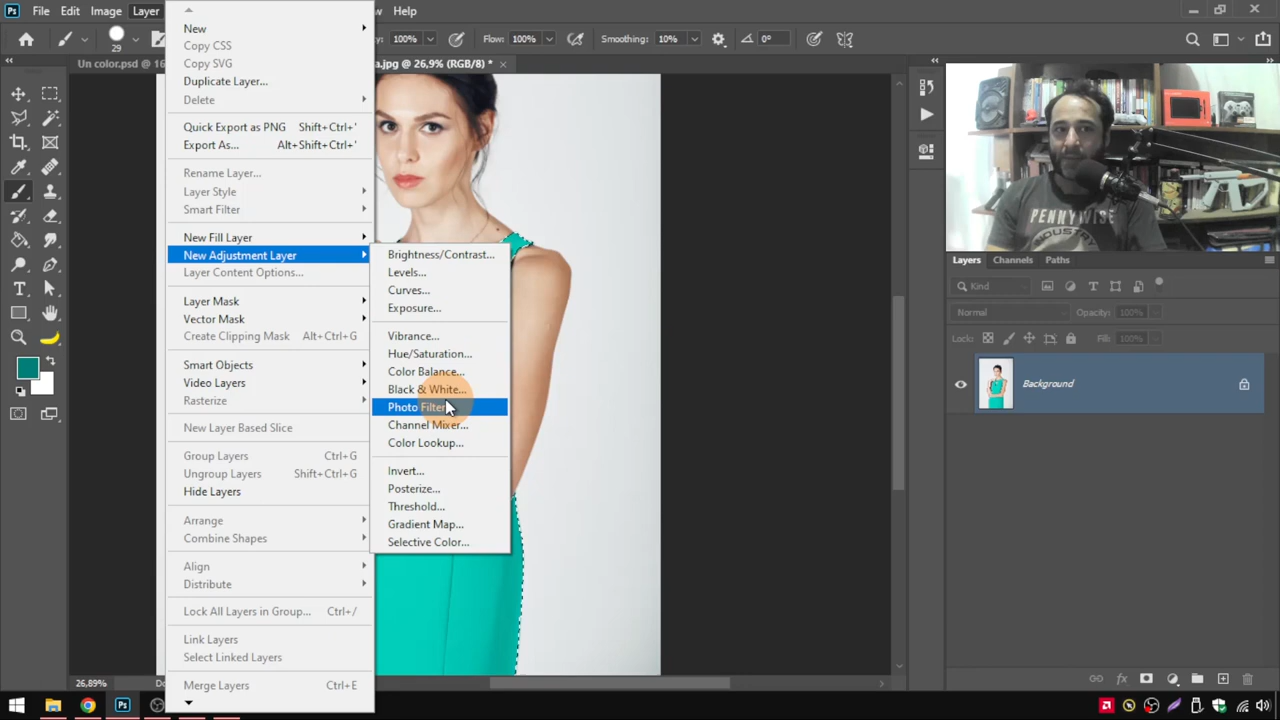 File Edit Image Layer w Help
29 100% Flow: 100% Smoothing: 10% 0°
Un color.psd @ 16 a.jpg @ 26,9% (RGB/8) * ×
New
Copy CSS
Copy SVG
Duplicate Layer...
Delete
Quick Export as PNG Shift+Ctrl+'
Export As... Alt+Shift+Ctrl+'
Rename Layer...
Layer Style
Smart Filter
New Fill Layer
New Adjustment Layer
Layer Content Options...
Layer Mask
Vector Mask
Create Clipping Mask Alt+Ctrl+G
Smart Objects
Video Layers
Rasterize
New Layer Based Slice
Group Layers Ctrl+G
Ungroup Layers Shift+Ctrl+G
Hide Layers
Arrange
Combine Shapes
Align
Distribute
Lock All Layers in Group... Ctrl+/
Link Layers
Select Linked Layers
Merge Layers Ctrl+E
Brightness/Contrast...
Levels...
Curves...
Exposure...
Vibrance...
Hue/Saturation...
Color Balance...
Black & White...
Photo Filter
Channel Mixer...
Color Lookup...
Invert...
Posterize...
Threshold...
Gradient Map...
Selective Color...
PENNYWISE
INDUSTR
Layers Channels Paths
Kind
Normal Opacity: 100%
Lock: Fill: 100%
Background
26,89% Do
Ps Ps